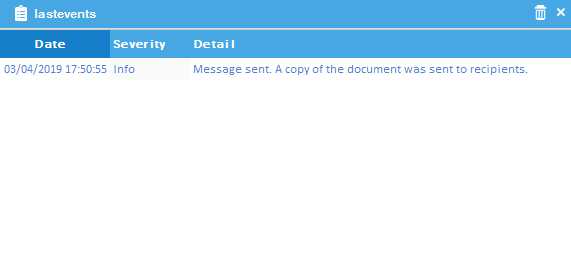 lastevents
Date Severity Detail
03/04/2019 17:50:55 Info Message sent. A copy of the document was sent to recipients.